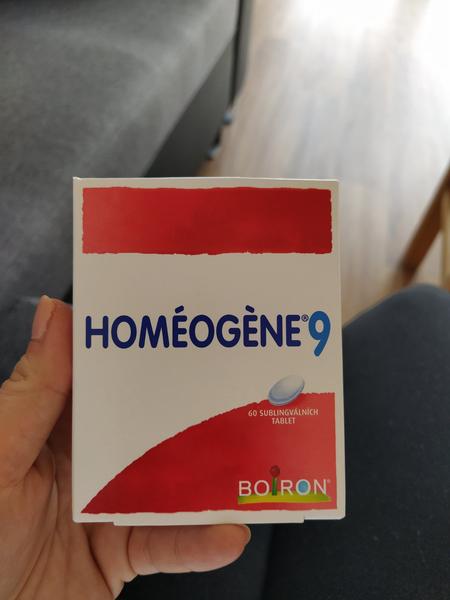 HOMÉOGÈNE® 9
60 SUBLINGVÁLNÍCH
TABLET
BOIRON®